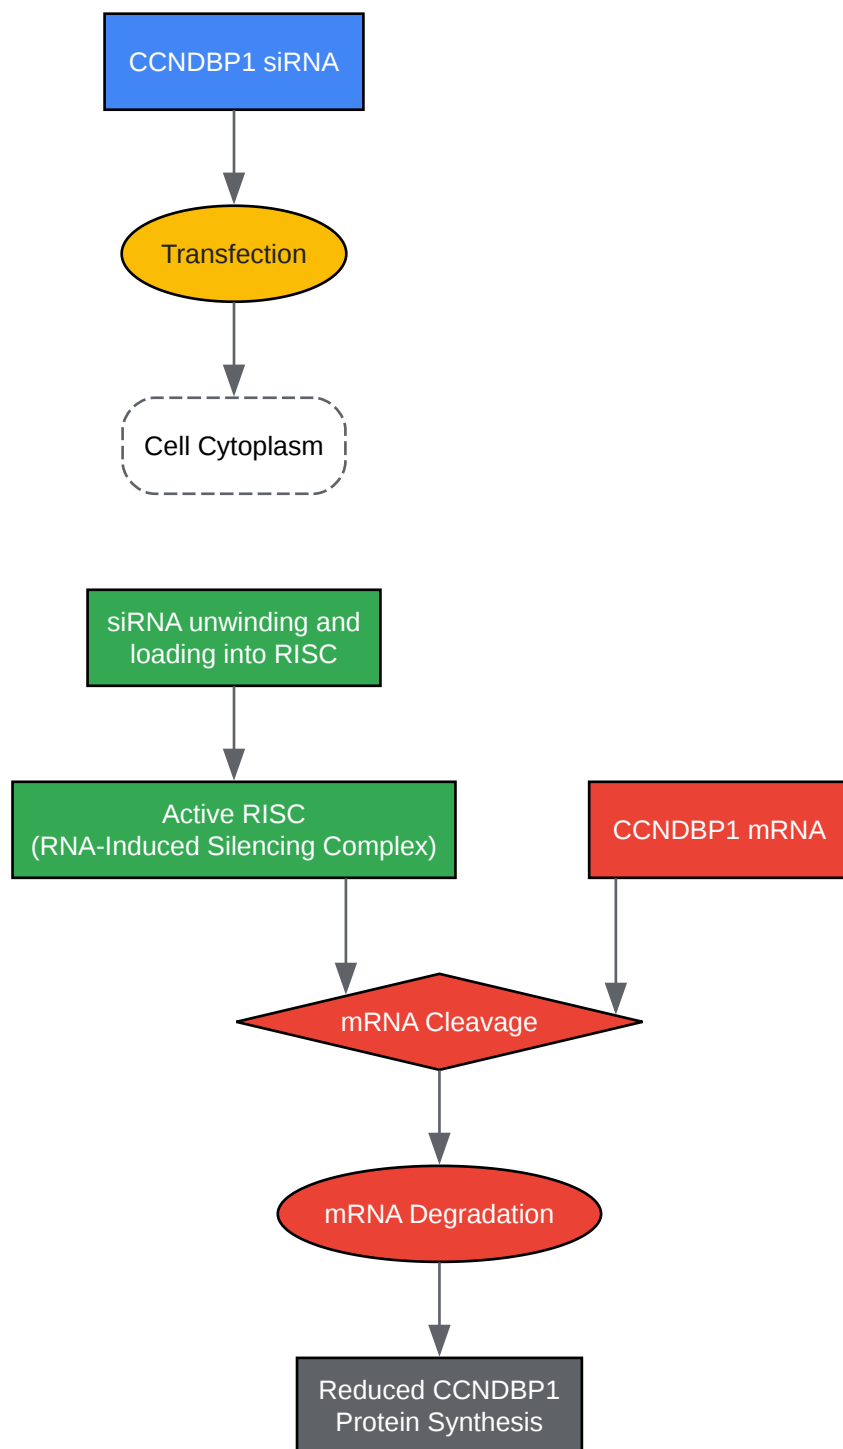 CCNDBP1 siRNA
Transfection
Cell Cytoplasm
siRNA unwinding and
loading into RISC
Active RISC
(RNA-Induced Silencing Complex)
CCNDBP1 mRNA
mRNA Cleavage
mRNA Degradation
Reduced CCNDBP1
Protein Synthesis